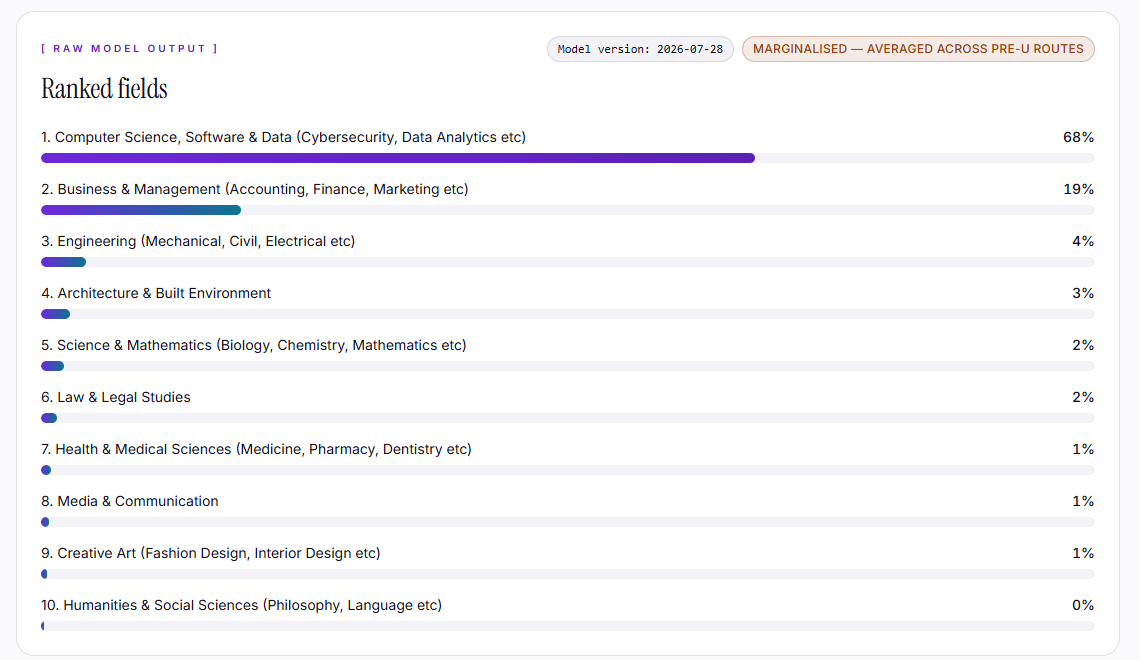 [ RAW MODEL OUTPUT ]
Model version: 2026-07-28
MARGINALISED — AVERAGED ACROSS PRE-U ROUTES
Ranked fields
1. Computer Science, Software & Data (Cybersecurity, Data Analytics etc) 68%
2. Business & Management (Accounting, Finance, Marketing etc) 19%
3. Engineering (Mechanical, Civil, Electrical etc) 4%
4. Architecture & Built Environment 3%
5. Science & Mathematics (Biology, Chemistry, Mathematics etc) 2%
6. Law & Legal Studies 2%
7. Health & Medical Sciences (Medicine, Pharmacy, Dentistry etc) 1%
8. Media & Communication 1%
9. Creative Art (Fashion Design, Interior Design etc) 1%
10. Humanities & Social Sciences (Philosophy, Language etc) 0%